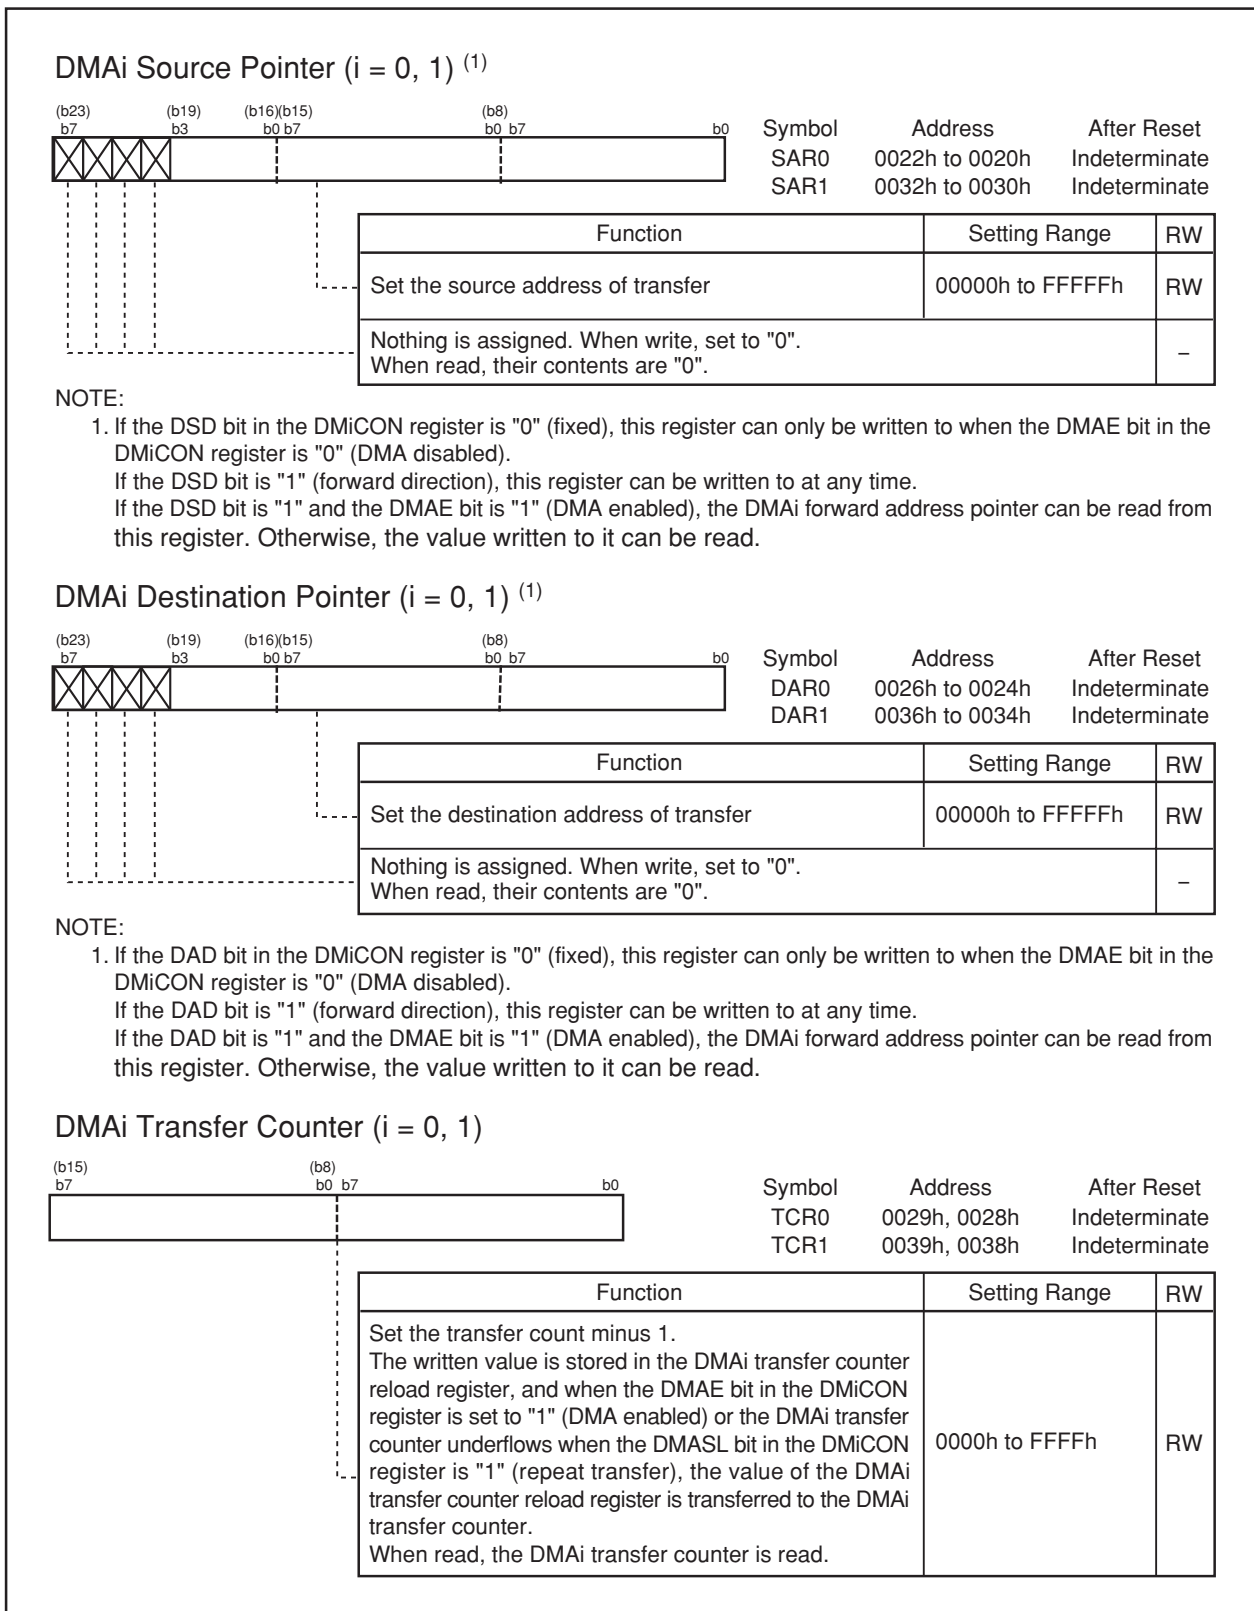 DMAi Source Pointer (i = 0, 1) (1)
(b23) (b19) (b16)(b15) (b8)
b7 b3 b0 b7 b0 b7 b0
Symbol Address After Reset
SAR0 0022h to 0020h Indeterminate
SAR1 0032h to 0030h Indeterminate
Function Setting Range RW
Set the source address of transfer 00000h to FFFFFh RW
Nothing is assigned. When write, set to "0".
When read, their contents are "0". –
NOTE:
1. If the DSD bit in the DMiCON register is "0" (fixed), this register can only be written to when the DMAE bit in the
DMiCON register is "0" (DMA disabled).
If the DSD bit is "1" (forward direction), this register can be written to at any time.
If the DSD bit is "1" and the DMAE bit is "1" (DMA enabled), the DMAi forward address pointer can be read from
this register. Otherwise, the value written to it can be read.
DMAi Destination Pointer (i = 0, 1) (1)
(b23) (b19) (b16)(b15) (b8)
b7 b3 b0 b7 b0 b7 b0
Symbol Address After Reset
DAR0 0026h to 0024h Indeterminate
DAR1 0036h to 0034h Indeterminate
Function Setting Range RW
Set the destination address of transfer 00000h to FFFFFh RW
Nothing is assigned. When write, set to "0".
When read, their contents are "0". –
NOTE:
1. If the DAD bit in the DMiCON register is "0" (fixed), this register can only be written to when the DMAE bit in the
DMiCON register is "0" (DMA disabled).
If the DAD bit is "1" (forward direction), this register can be written to at any time.
If the DAD bit is "1" and the DMAE bit is "1" (DMA enabled), the DMAi forward address pointer can be read from
this register. Otherwise, the value written to it can be read.
DMAi Transfer Counter (i = 0, 1)
(b15) (b8)
b7 b0 b7 b0
Symbol Address After Reset
TCR0 0029h, 0028h Indeterminate
TCR1 0039h, 0038h Indeterminate
Function Setting Range RW
Set the transfer count minus 1.
The written value is stored in the DMAi transfer counter
reload register, and when the DMAE bit in the DMiCON
register is set to "1" (DMA enabled) or the DMAi transfer
counter underflows when the DMASL bit in the DMiCON
register is "1" (repeat transfer), the value of the DMAi
transfer counter reload register is transferred to the DMAi
transfer counter.
When read, the DMAi transfer counter is read.
0000h to FFFFh RW